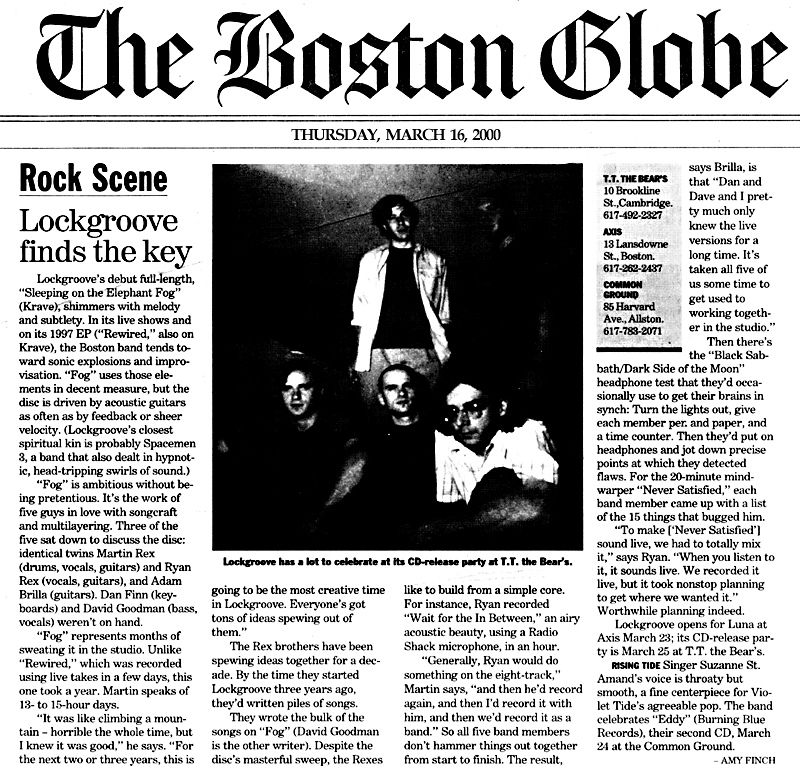 The Boston Globe
THURSDAY, MARCH 16, 2000
Rock Scene
Lockgroove
finds the key
Lockgroove's debut full-length,
"Sleeping on the Elephant Fog"
(Krave), shimmers with melody
and subtlety. In its live shows and
on its 1997 EP ("Rewired," also on
Krave), the Boston band tends to-
ward sonic explosions and impro-
visation. "Fog" uses those ele-
ments in decent measure, but the
disc is driven by acoustic guitars
as often as by feedback or sheer
velocity. (Lockgroove's closest
spiritual kin is probably Spacemen
3, a band that also dealt in hypnot-
ic, head-tripping swirls of sound.)
"Fog" is ambitious without be-
ing pretentious. It's the work of
five guys in love with songcraft
and multilayering. Three of the
five sat down to discuss the disc:
identical twins Martin Rex
(drums, vocals, guitars) and Ryan
Rex (vocals, guitars), and Adam
Brilla (guitars). Dan Finn (key-
boards) and David Goodman (bass,
vocals) weren't on hand.
"Fog" represents months of
sweating it in the studio. Unlike
"Rewired," which was recorded
using live takes in a few days, this
one took a year. Martin speaks of
13- to 15-hour days.
"It was like climbing a moun-
tain – horrible the whole time, but
I knew it was good," he says. "For
the next two or three years, this is
Lockgroove has a lot to celebrate at its CD-release party at T.T. the Bear's.
going to be the most creative time
in Lockgroove. Everyone's got
tons of ideas spewing out of
them."
The Rex brothers have been
spewing ideas together for a dec-
ade. By the time they started
Lockgroove three years ago,
they'd written piles of songs.
They wrote the bulk of the
songs on "Fog" (David Goodman
is the other writer). Despite the
disc's masterful sweep, the Rexes
like to build from a simple core.
For instance, Ryan recorded
"Wait for the In Between," an airy
acoustic beauty, using a Radio
Shack microphone, in an hour.
"Generally, Ryan would do
something on the eight-track,"
Martin says, "and then he'd record
again, and then I'd record it with
him, and then we'd record it as a
band." So all five band members
don't hammer things out together
from start to finish. The result,
T.T. THE BEAR'S
10 Brookline
St.,Cambridge.
617-492-2327
AXIS
13 Lansdowne
St., Boston.
617-262-2437
COMMON
GROUND
85 Harvard
Ave., Allston.
617-783-2071
says Brilla, is
that "Dan and
Dave and I pret-
ty much only
knew the live
versions for a
long time. It's
taken all five of
us some time to
get used to
working togeth-
er in the studio."
Then there's
the "Black Sab-
bath/Dark Side of the Moon"
headphone test that they'd occa-
sionally use to get their brains in
synch: Turn the lights out, give
each member pen and paper, and
a time counter. Then they'd put on
headphones and jot down precise
points at which they detected
flaws. For the 20-minute mind-
warper "Never Satisfied," each
band member came up with a list
of the 15 things that bugged him.
"To make ['Never Satisfied']
sound live, we had to totally mix
it," says Ryan. "When you listen to
it, it sounds live. We recorded it
live, but it took nonstop planning
to get where we wanted it."
Worthwhile planning indeed.
Lockgroove opens for Luna at
Axis March 23; its CD-release par-
ty is March 25 at T.T. the Bear's.
RISING TIDE Singer Suzanne St.
Amand's voice is throaty but
smooth, a fine centerpiece for Vio-
let Tide's agreeable pop. The band
celebrates "Eddy" (Burning Blue
Records), their second CD, March
24 at the Common Ground.
– AMY FINCH